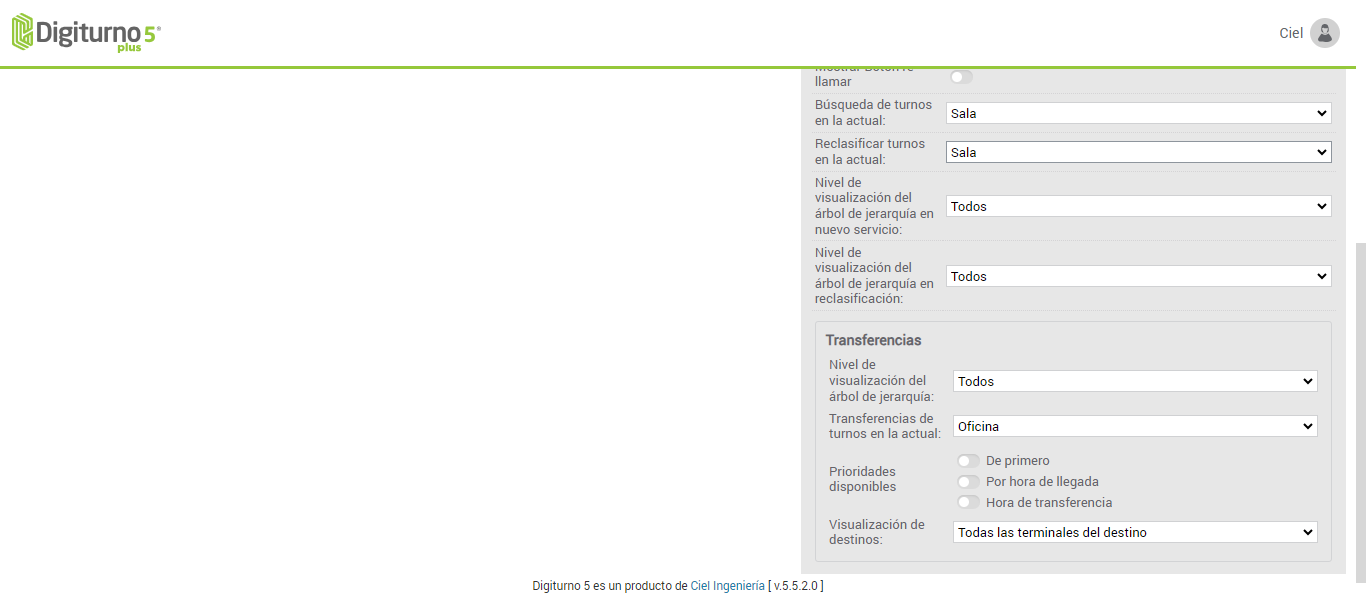 Digiturno 5®
plus
Ciel
Mostrar Botón re
llamar
Búsqueda de turnos
en la actual:
Sala
Reclasificar turnos
en la actual:
Sala
Nivel de
visualización del
árbol de jerarquía en
nuevo servicio:
Todos
Nivel de
visualización del
árbol de jerarquía en
reclasificación:
Todos
Transferencias
Nivel de
visualización del
árbol de jerarquía:
Todos
Transferencias de
turnos en la actual:
Oficina
Prioridades
disponibles
De primero
Por hora de llegada
Hora de transferencia
Visualización de
destinos:
Todas las terminales del destino
Digiturno 5 es un producto de Ciel Ingeniería [ v.5.5.2.0 ]